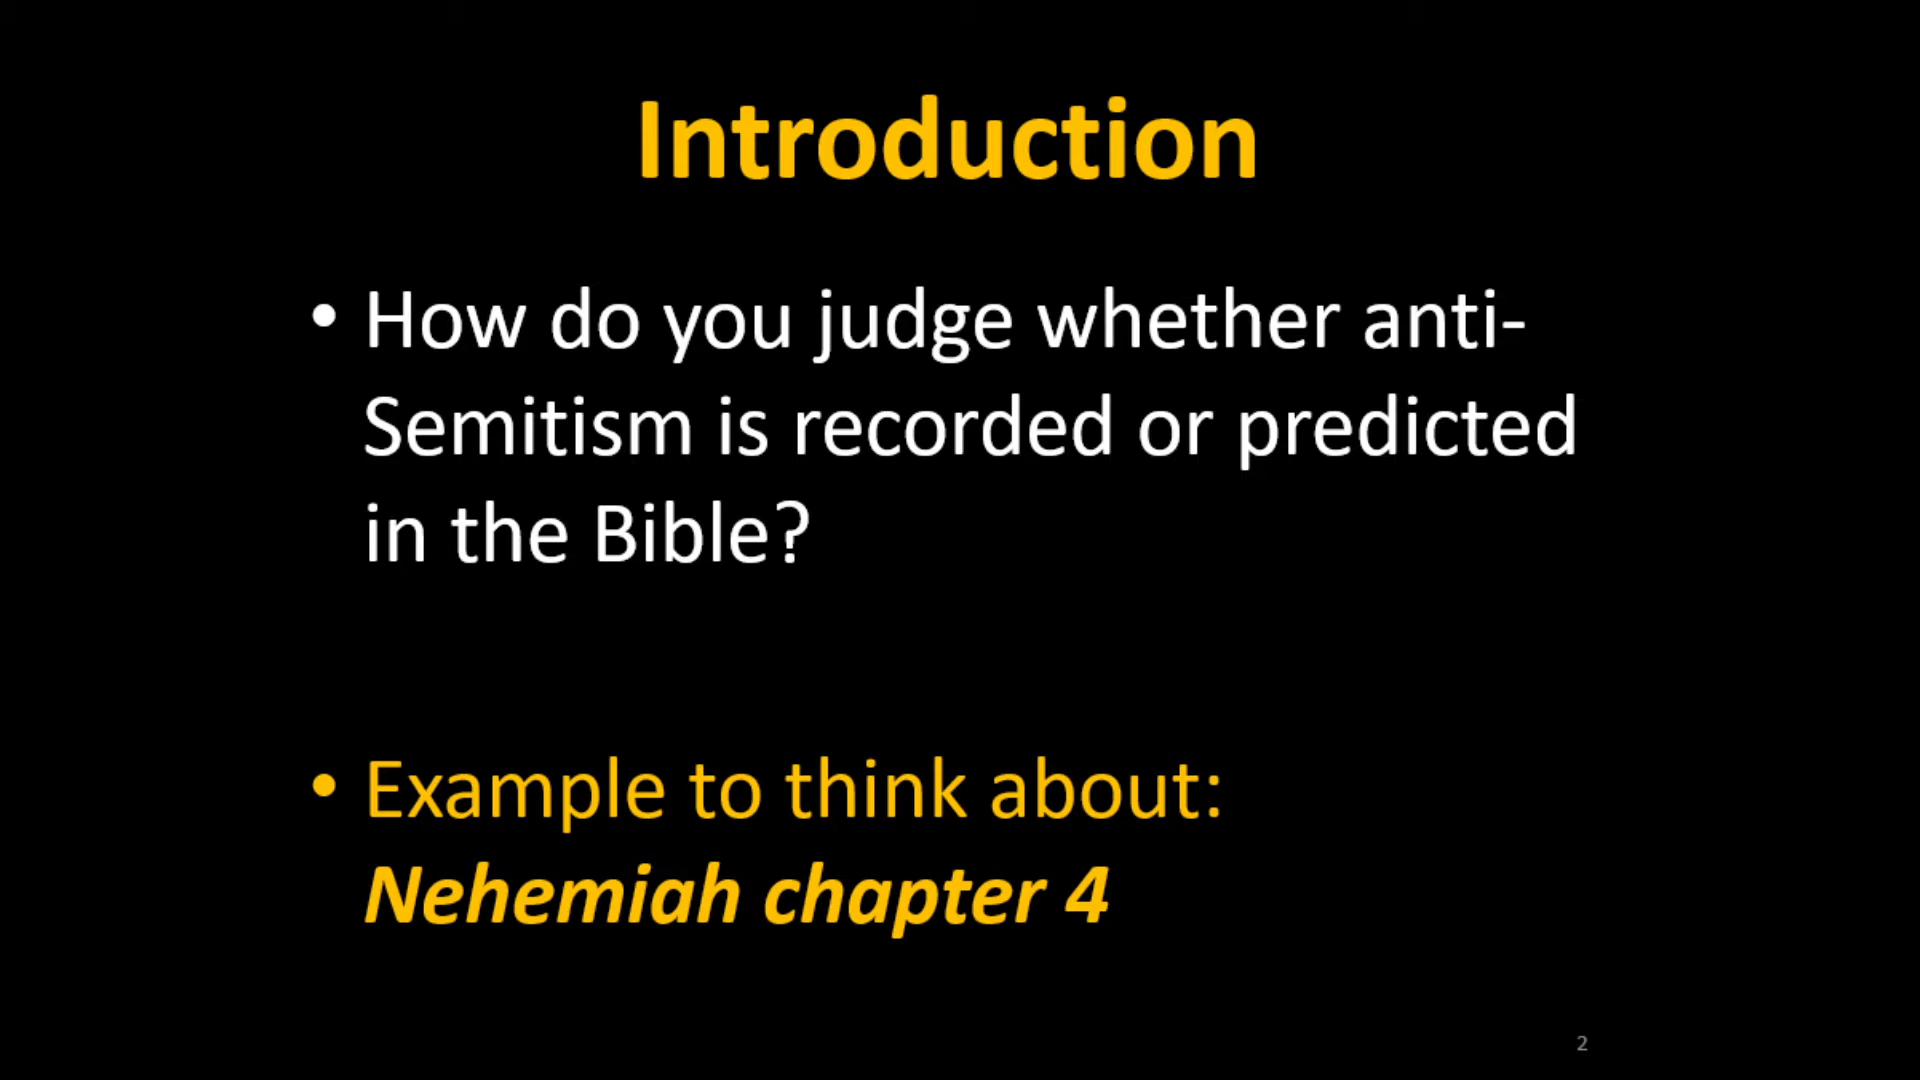 Introduction
• How do you judge whether anti-
Semitism is recorded or predicted
in the Bible?
• Example to think about:
Nehemiah chapter 4
2